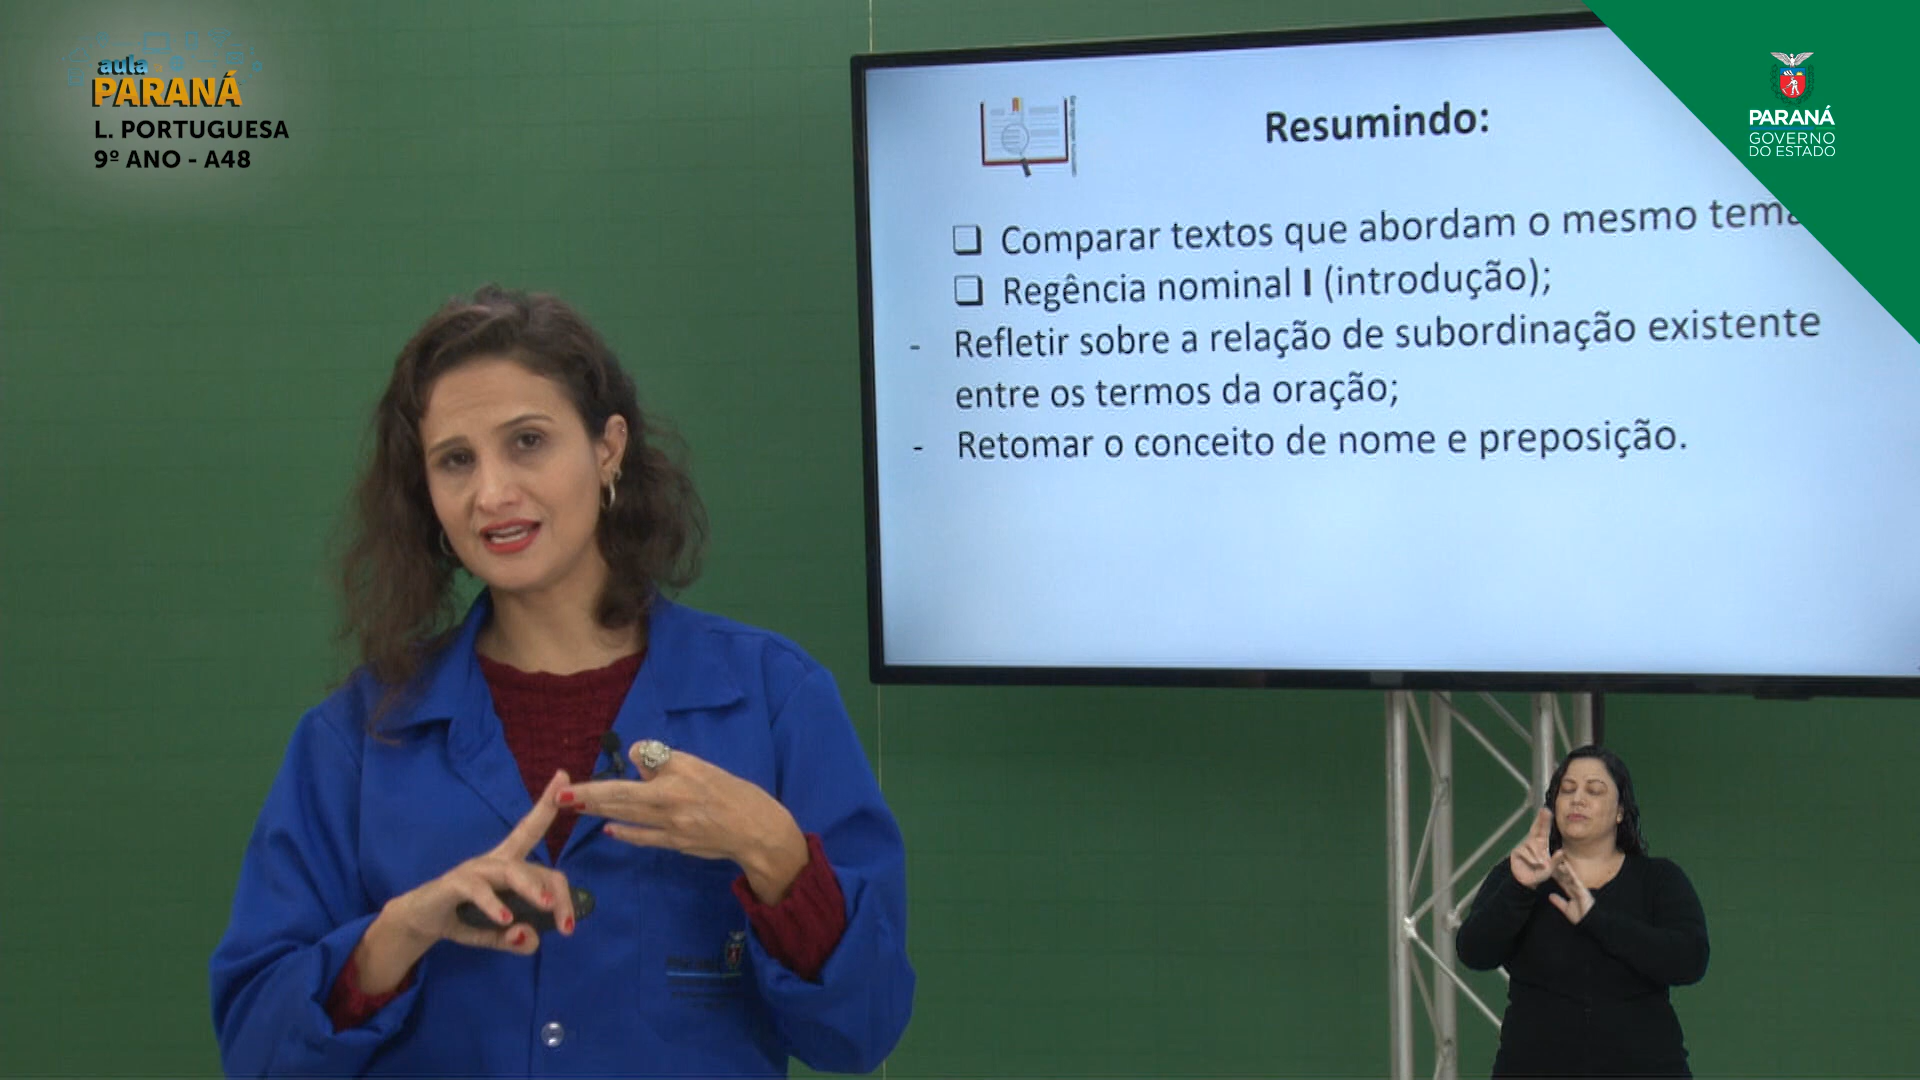 aula
PARANÁ
L. PORTUGUESA
9º ANO - A48
Resumindo:
❑ Comparar textos que abordam o mesmo tema
❑ Regência nominal I (introdução);
- Refletir sobre a relação de subordinação existente
entre os termos da oração;
- Retomar o conceito de nome e preposição.
PARANÁ
GOVERNO
DO ESTADO